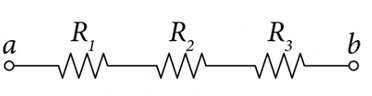 a R₁ R₂ R₃ b